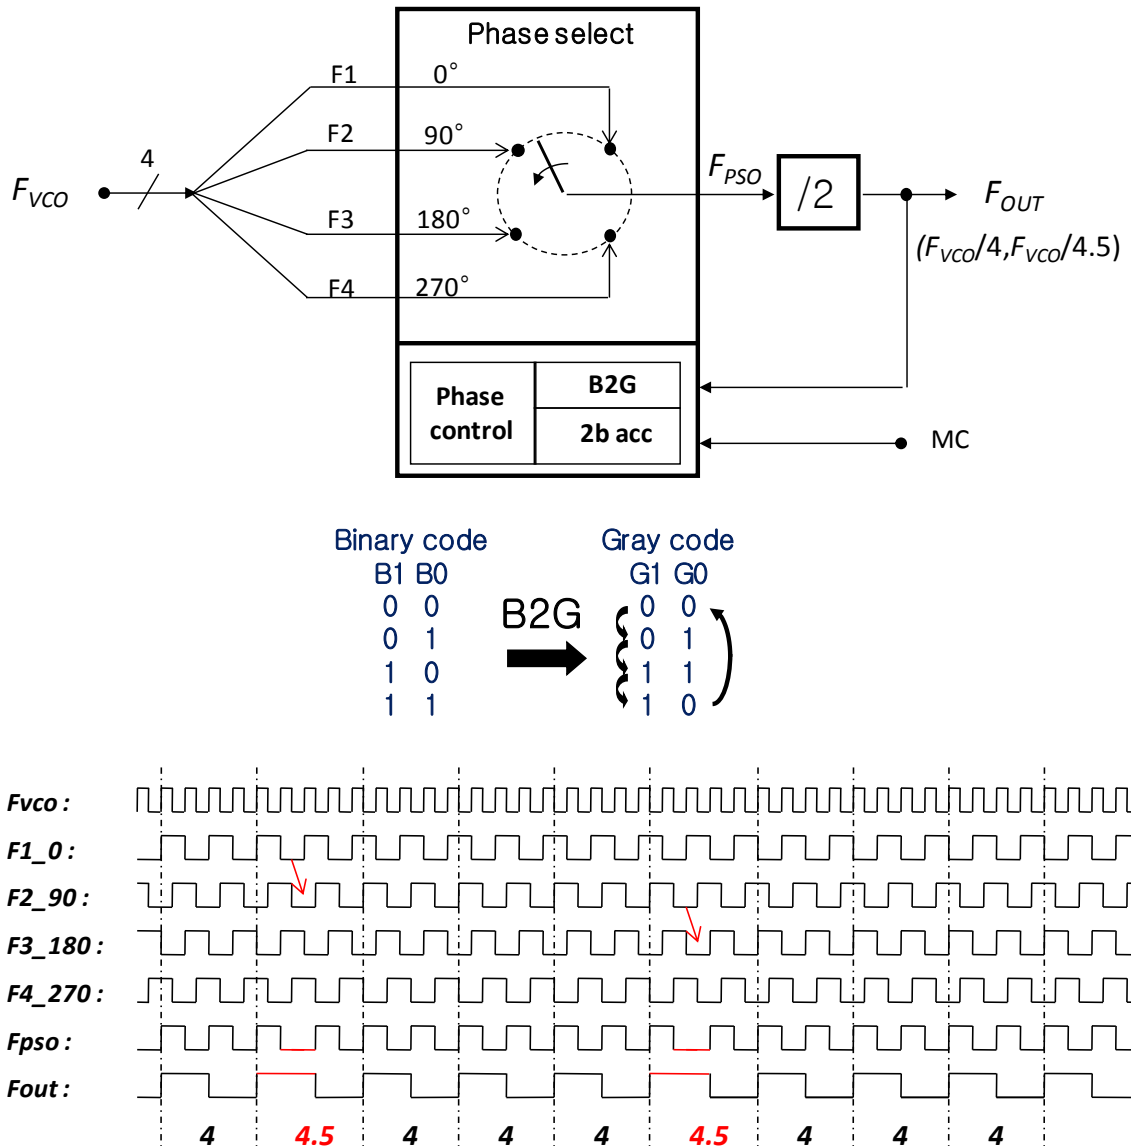 Phase select
F1 0°
F2 90°
4
F_PSO
F_VCO
/2
F_OUT
F3 180°
(F_VCO/4,F_VCO/4.5)
F4 270°
Phase control
B2G
2b acc
MC
Binary code
B1 B0
0 0
0 1
1 0
1 1
B2G
Gray code
G1 G0
0 0
0 1
1 1
1 0
Fvco :
F1_0 :
F2_90 :
F3_180 :
F4_270 :
Fpso :
Fout :
4 4.5 4 4 4 4.5 4 4 4